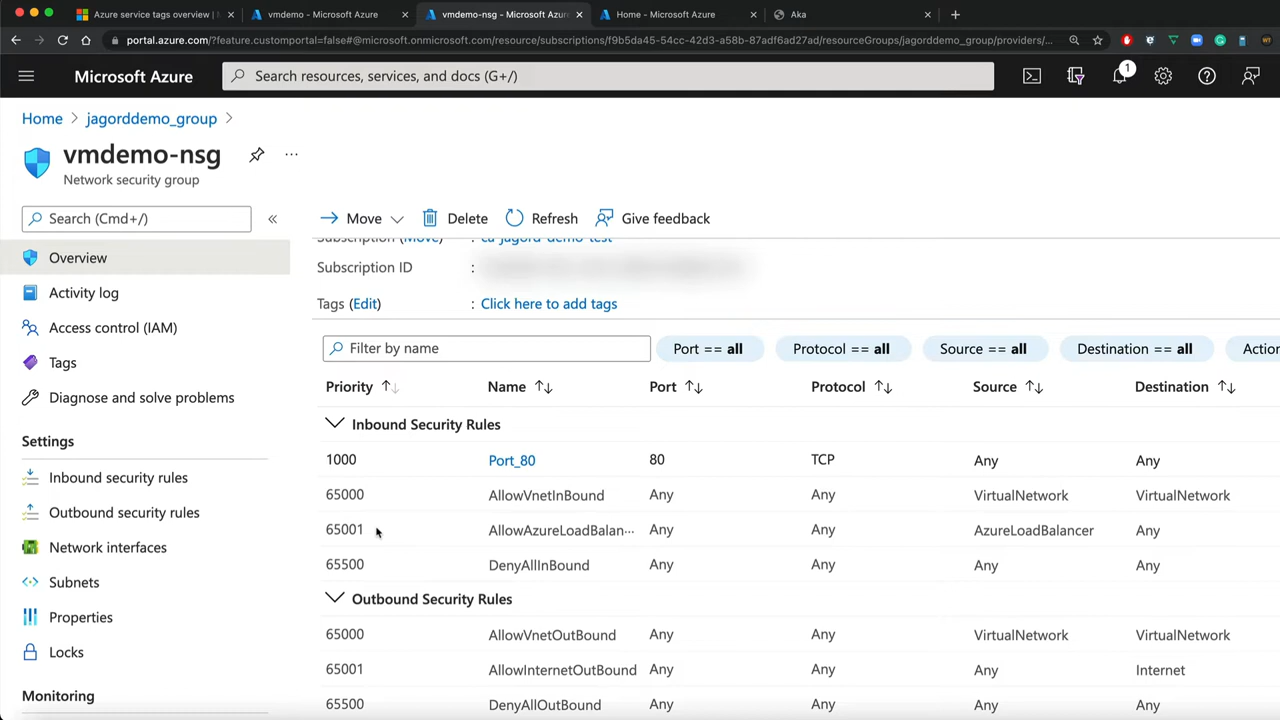 Azure service tags overview |
vmdemo - Microsoft Azure
vmdemo-nsg - Microsoft Azure
Home - Microsoft Azure
Aka
portal.azure.com/?feature.customportal=false#@microsoft.onmicrosoft.com/resource/subscriptions/f9b5da45-54cc-42d3-a58b-87adf6ad27ad/resourceGroups/jagorddemo_group/providers/...
Microsoft Azure
Search resources, services, and docs (G+/)
1
Home > jagorddemo_group >
vmdemo-nsg
Network security group
Search (Cmd+/)
«
Overview
Activity log
Access control (IAM)
Tags
Diagnose and solve problems
Settings
Inbound security rules
Outbound security rules
Network interfaces
Subnets
Properties
Locks
Monitoring
Move
Delete
Refresh
Give feedback
Subscription (Move) : ca-jagord-demo-test
Subscription ID :
Tags (Edit) : Click here to add tags
Filter by name
Port == all
Protocol == all
Source == all
Destination == all
Action
Priority Name Port Protocol Source Destination
Inbound Security Rules
1000 Port_80 80 TCP Any Any
65000 AllowVnetInBound Any Any VirtualNetwork VirtualNetwork
65001 AllowAzureLoadBalan... Any Any AzureLoadBalancer Any
65500 DenyAllInBound Any Any Any Any
Outbound Security Rules
65000 AllowVnetOutBound Any Any VirtualNetwork VirtualNetwork
65001 AllowInternetOutBound Any Any Any Internet
65500 DenyAllOutBound Any Any Any Any